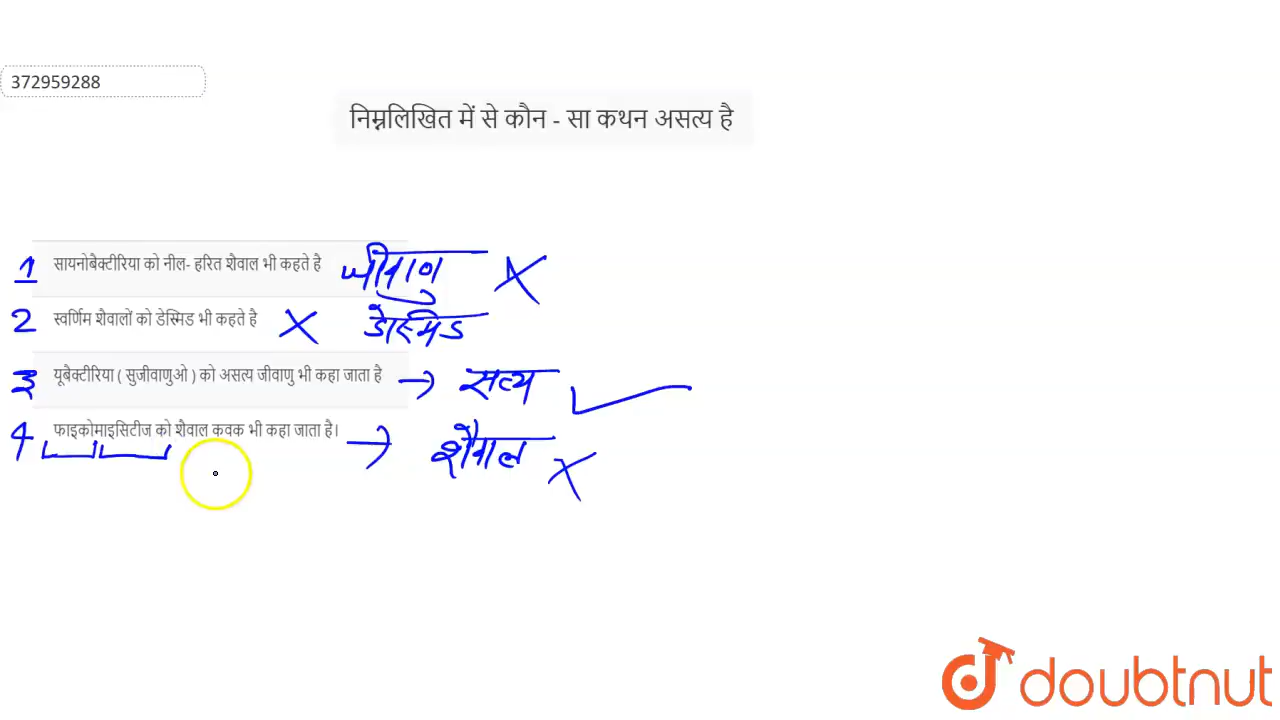 372959288
निम्नलिखित में से कौन - सा कथन असत्य है
1 सायनोबैक्टीरिया को नील- हरित शैवाल भी कहते है जीवाणु X
2 स्वर्णिम शैवालों को डेस्मिड भी कहते है X डेस्मिड
3 यूबैक्टीरिया ( सुजीवाणुओ ) को असत्य जीवाणु भी कहा जाता है → सत्य ✓
4 फाइकोमाइसिटीज को शैवाल कवक भी कहा जाता है। → शैवाल X
doubtnut